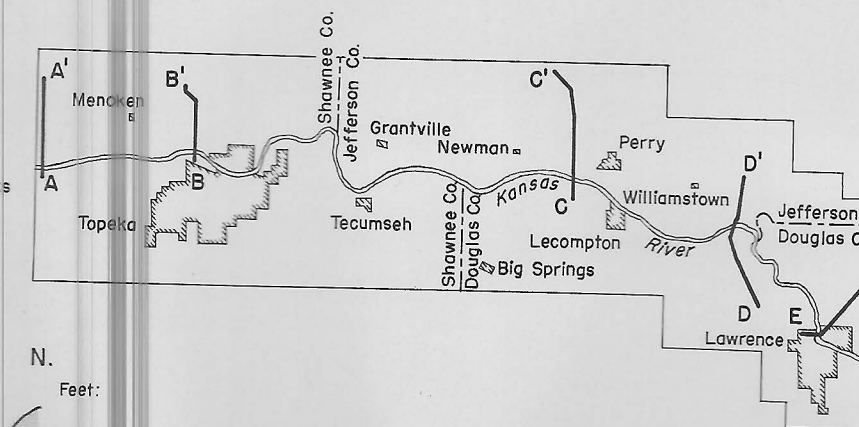 Shawnee Co.
Jefferson Co.
A'
B'
C'
Menoken
Grantville
Newman
Perry
D'
A
B
Kansas
C
Williamstown
Jefferson
Douglas C
Topeka
Tecumseh
Shawnee Co.
Douglas Co.
Lecompton
River
Big Springs
D
E
Lawrence
N.
Feet:
s